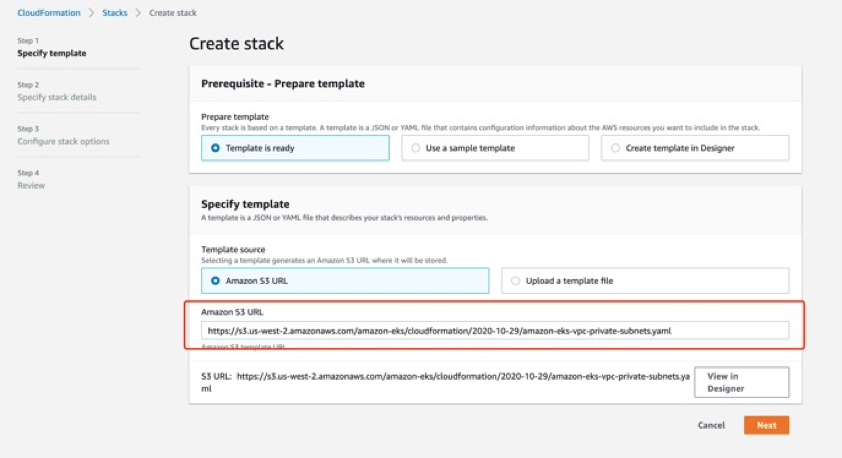 CloudFormation > Stacks > Create stack
Step 1
Specify template
Step 2
Specify stack details
Step 3
Configure stack options
Step 4
Review
Create stack
Prerequisite - Prepare template
Prepare template
Every stack is based on a template. A template is a JSON or YAML file that contains configuration information about the AWS resources you want to include in the stack.
Template is ready
Use a sample template
Create template in Designer
Specify template
A template is a JSON or YAML file that describes your stack's resources and properties.
Template source
Selecting a template generates an Amazon S3 URL where it will be stored.
Amazon S3 URL
Upload a template file
Amazon S3 URL
https://s3.us-west-2.amazonaws.com/amazon-eks/cloudformation/2020-10-29/amazon-eks-vpc-private-subnets.yaml
Amazon S3 template URL
S3 URL: https://s3.us-west-2.amazonaws.com/amazon-eks/cloudformation/2020-10-29/amazon-eks-vpc-private-subnets.ya
ml
View in
Designer
Cancel
Next